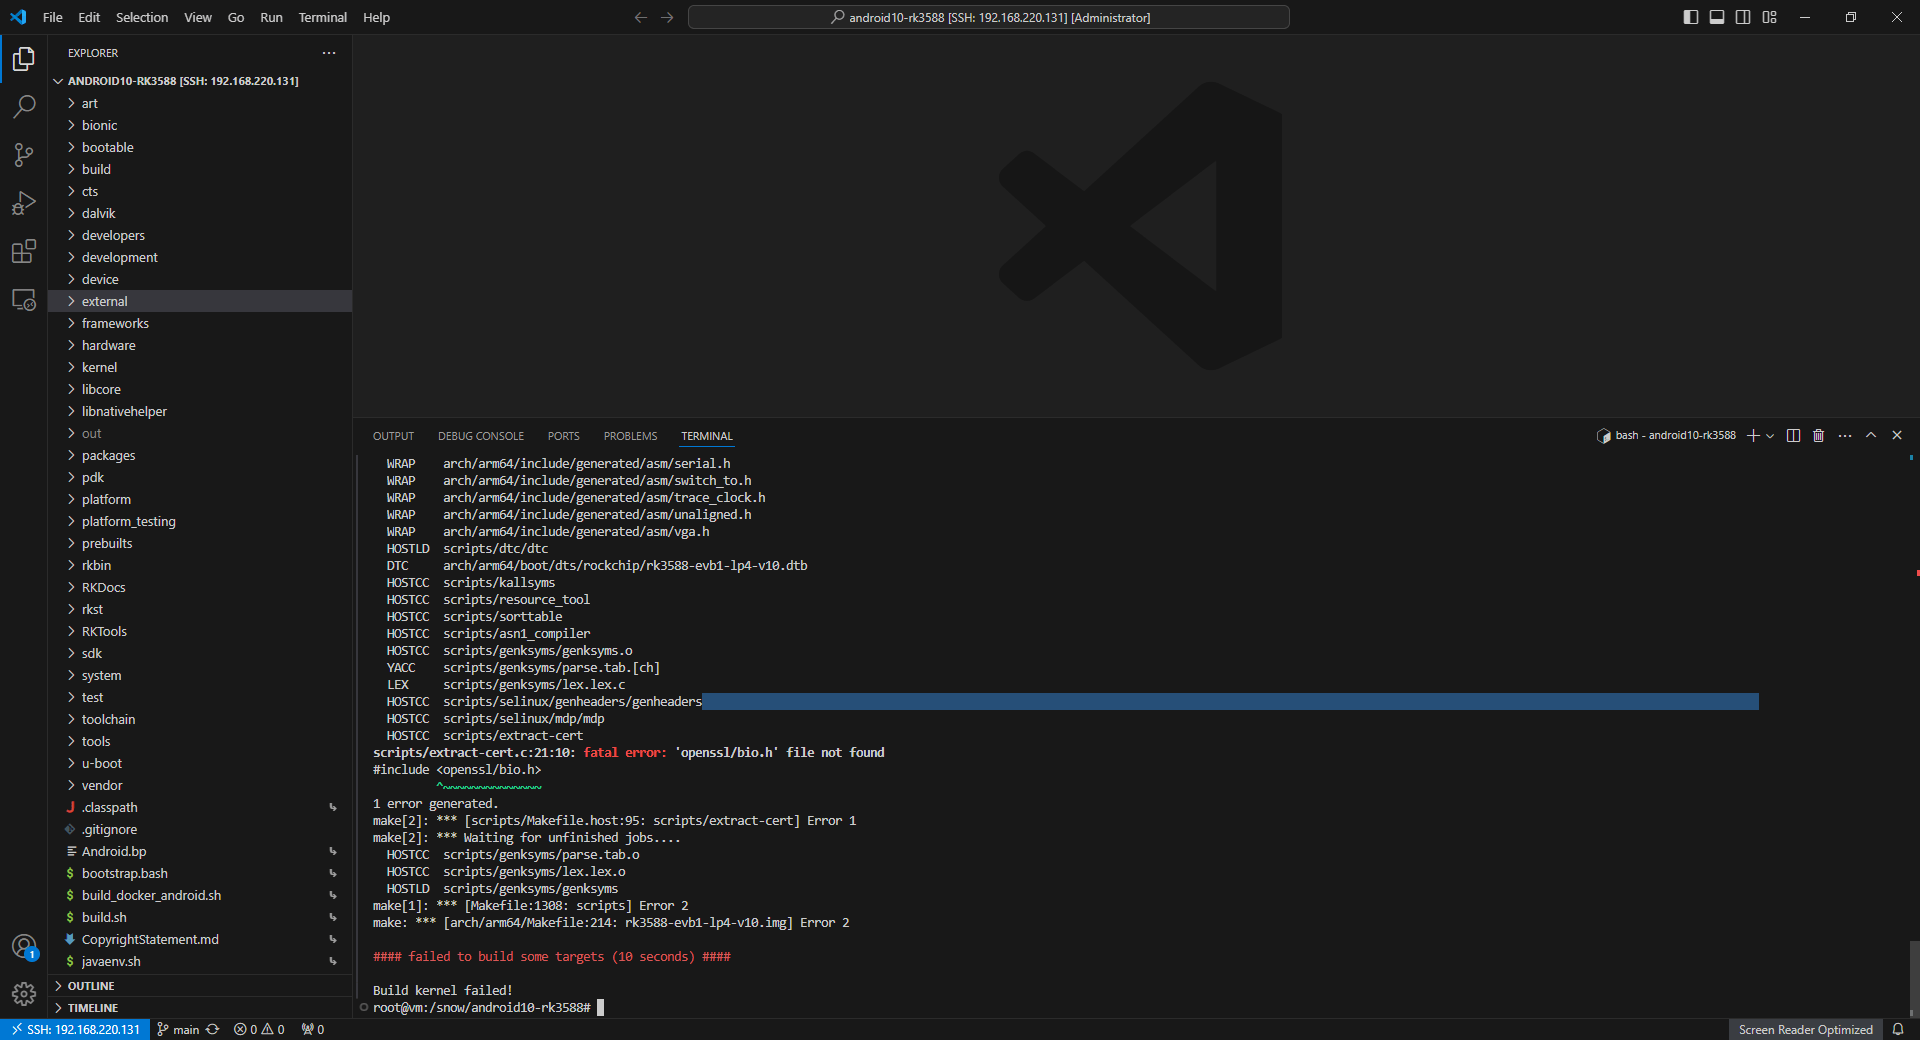 File Edit Selection View Go Run Terminal Help
android10-rk3588 [SSH: 192.168.220.131] [Administrator]
EXPLORER
ANDROID10-RK3588 [SSH: 192.168.220.131]
art
bionic
bootable
build
cts
dalvik
developers
development
device
external
frameworks
hardware
kernel
libcore
libnativehelper
out
packages
pdk
platform
platform_testing
prebuilts
rkbin
RKDocs
rkst
RKTools
sdk
system
test
toolchain
tools
u-boot
vendor
.classpath
.gitignore
Android.bp
bootstrap.bash
build_docker_android.sh
build.sh
CopyrightStatement.md
javaenv.sh
OUTLINE
TIMELINE
OUTPUT DEBUG CONSOLE PORTS PROBLEMS TERMINAL
bash - android10-rk3588
WRAP arch/arm64/include/generated/asm/serial.h
WRAP arch/arm64/include/generated/asm/switch_to.h
WRAP arch/arm64/include/generated/asm/trace_clock.h
WRAP arch/arm64/include/generated/asm/unaligned.h
WRAP arch/arm64/include/generated/asm/vga.h
HOSTLD scripts/dtc/dtc
DTC arch/arm64/boot/dts/rockchip/rk3588-evb1-lp4-v10.dtb
HOSTCC scripts/kallsyms
HOSTCC scripts/resource_tool
HOSTCC scripts/sorttable
HOSTCC scripts/asn1_compiler
HOSTCC scripts/genksyms/genksyms.o
YACC scripts/genksyms/parse.tab.[ch]
LEX scripts/genksyms/lex.lex.c
HOSTCC scripts/selinux/genheaders/genheaders
HOSTCC scripts/selinux/mdp/mdp
HOSTCC scripts/extract-cert
scripts/extract-cert.c:21:10: fatal error: 'openssl/bio.h' file not found
#include <openssl/bio.h>
^~~~~~~~~~~~~~~
1 error generated.
make[2]: *** [scripts/Makefile.host:95: scripts/extract-cert] Error 1
make[2]: *** Waiting for unfinished jobs....
HOSTCC scripts/genksyms/parse.tab.o
HOSTCC scripts/genksyms/lex.lex.o
HOSTLD scripts/genksyms/genksyms
make[1]: *** [Makefile:1308: scripts] Error 2
make: *** [arch/arm64/Makefile:214: rk3588-evb1-lp4-v10.img] Error 2
#### failed to build some targets (10 seconds) ####
Build kernel failed!
root@vm:/snow/android10-rk3588#
1
SSH: 192.168.220.131 main 0 0 0 Screen Reader Optimized